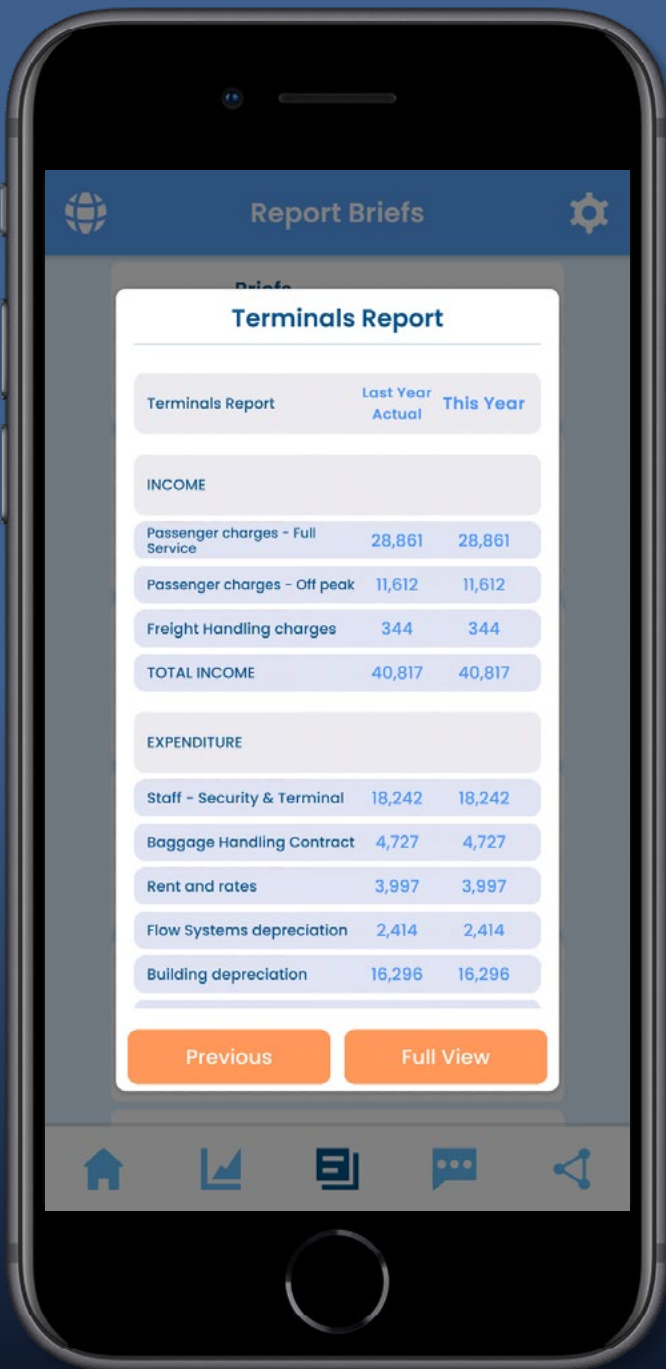 Report Briefs
Briefs
Terminals Report
Terminals Report
Last Year
Actual
This Year
INCOME
Passenger charges - Full
Service
28,861 28,861
Passenger charges - Off peak 11,612 11,612
Freight Handling charges 344 344
TOTAL INCOME 40,817 40,817
EXPENDITURE
Staff - Security & Terminal 18,242 18,242
Baggage Handling Contract 4,727 4,727
Rent and rates 3,997 3,997
Flow Systems depreciation 2,414 2,414
Building depreciation 16,296 16,296
Previous Full View